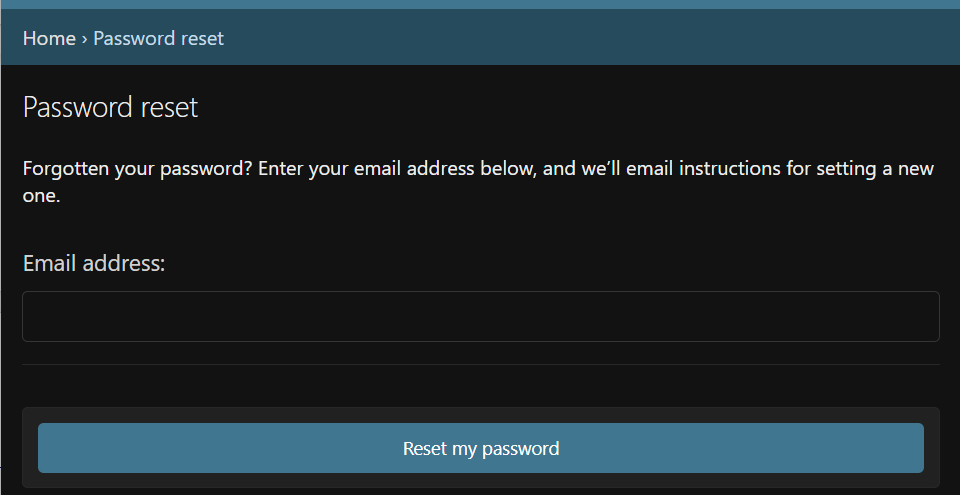 Home › Password reset
Password reset
Forgotten your password? Enter your email address below, and we’ll email instructions for setting a new
one.
Email address:
Reset my password